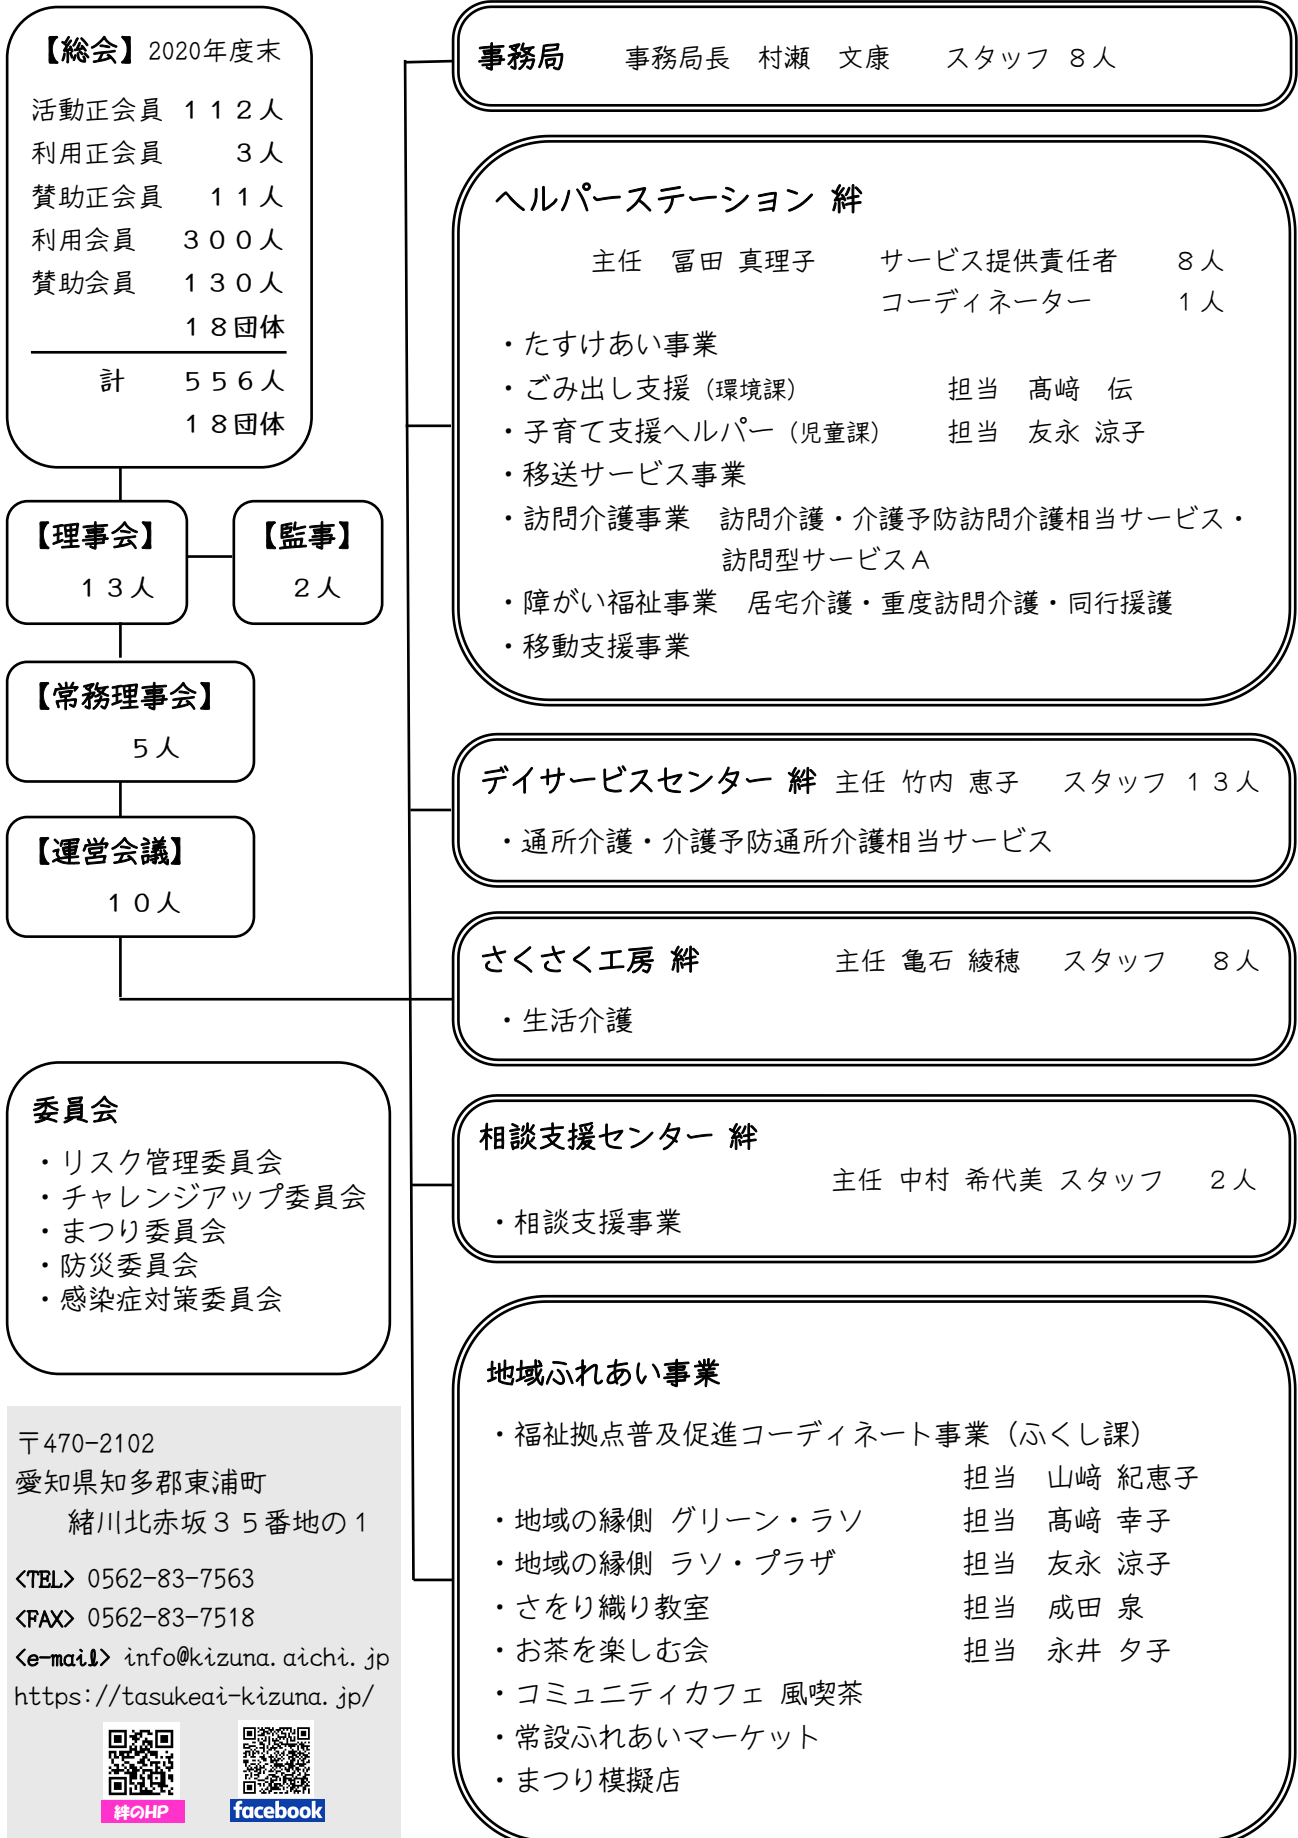 【総会】2020年度末
活動正会員 １１２人
利用正会員 ３人
賛助正会員 １１人
利用会員 ３００人
賛助会員 １３０人
１８団体
計 ５５６人
１８団体
【理事会】
１３人
【監事】
２人
【常務理事会】
５人
【運営会議】
１０人
委員会
・リスク管理委員会
・チャレンジアップ委員会
・まつり委員会
・防災委員会
・感染症対策委員会
〒470-2102
愛知県知多郡東浦町
緒川北赤坂３５番地の１
<TEL> 0562-83-7563
<FAX> 0562-83-7518
<e-mail> info@kizuna.aichi.jp
https://tasukeai-kizuna.jp/
絆のHP
facebook
事務局 事務局長 村瀬 文康 スタッフ ８人
ヘルパーステーション 絆
主任 冨田 真理子 サービス提供責任者 ８人
コーディネーター １人
・たすけあい事業
・ごみ出し支援（環境課） 担当 髙﨑 伝
・子育て支援ヘルパー（児童課） 担当 友永 涼子
・移送サービス事業
・訪問介護事業 訪問介護・介護予防訪問介護相当サービス・
訪問型サービスＡ
・障がい福祉事業 居宅介護・重度訪問介護・同行援護
・移動支援事業
デイサービスセンター 絆 主任 竹内 恵子 スタッフ １３人
・通所介護・介護予防通所介護相当サービス
さくさく工房 絆 主任 亀石 綾穂 スタッフ ８人
・生活介護
相談支援センター 絆
主任 中村 希代美 スタッフ ２人
・相談支援事業
地域ふれあい事業
・福祉拠点普及促進コーディネート事業（ふくし課）
担当 山﨑 紀恵子
・地域の縁側 グリーン・ラソ 担当 髙﨑 幸子
・地域の縁側 ラソ・プラザ 担当 友永 涼子
・さをり織り教室 担当 成田 泉
・お茶を楽しむ会 担当 永井 夕子
・コミュニティカフェ 風喫茶
・常設ふれあいマーケット
・まつり模擬店